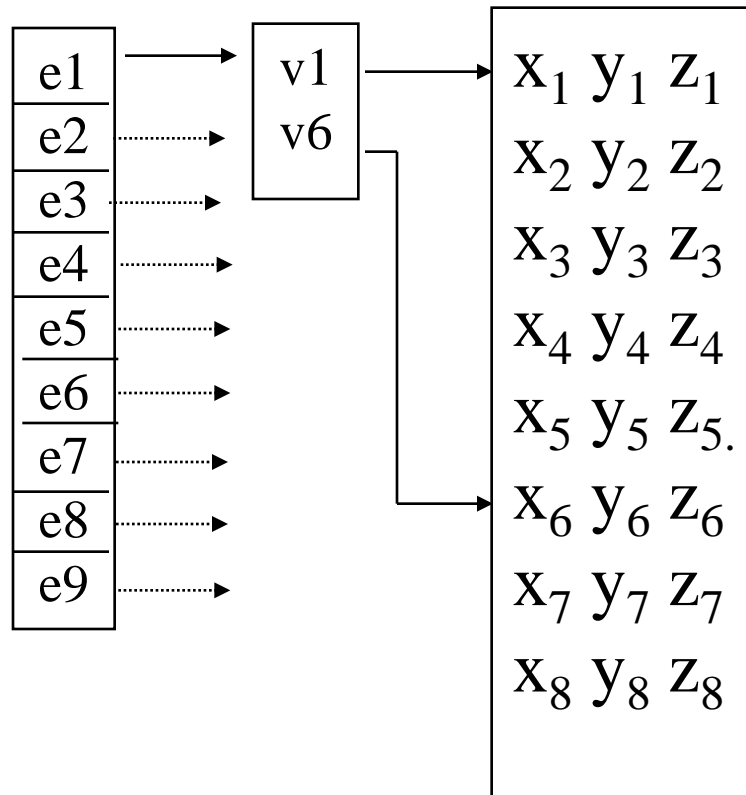 e1
e2
e3
e4
e5
e6
e7
e8
e9
v1
v6
x₁ y₁ z₁
x₂ y₂ z₂
x₃ y₃ z₃
x₄ y₄ z₄
x₅ y₅ z₅.
x₆ y₆ z₆
x₇ y₇ z₇
x₈ y₈ z₈